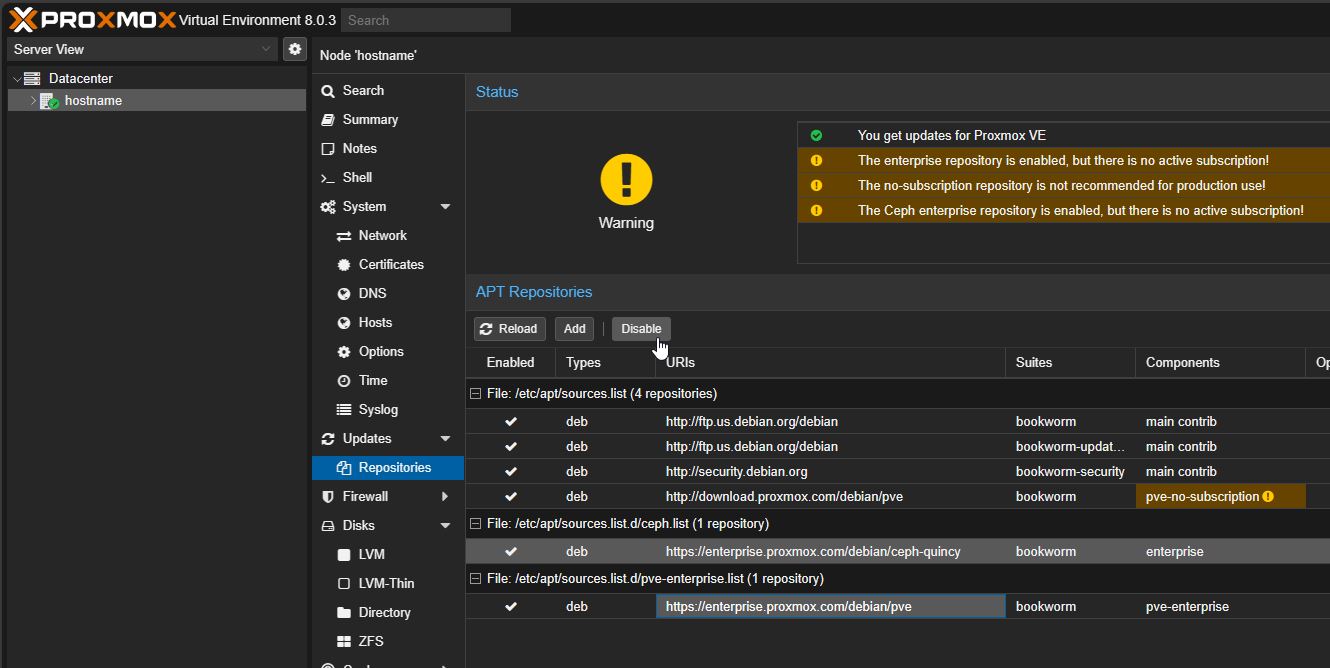 PROXMOX Virtual Environment 8.0.3 Search
Server View
Datacenter
hostname
Node 'hostname'
Search
Summary
Notes
Shell
System
Network
Certificates
DNS
Hosts
Options
Time
Syslog
Updates
Repositories
Firewall
Disks
LVM
LVM-Thin
Directory
ZFS
Status
Warning
You get updates for Proxmox VE
The enterprise repository is enabled, but there is no active subscription!
The no-subscription repository is not recommended for production use!
The Ceph enterprise repository is enabled, but there is no active subscription!
APT Repositories
Reload Add Disable
Enabled Types URIs Suites Components Op
File: /etc/apt/sources.list (4 repositories)
deb http://ftp.us.debian.org/debian bookworm main contrib
deb http://ftp.us.debian.org/debian bookworm-updat... main contrib
deb http://security.debian.org bookworm-security main contrib
deb http://download.proxmox.com/debian/pve bookworm pve-no-subscription
File: /etc/apt/sources.list.d/ceph.list (1 repository)
deb https://enterprise.proxmox.com/debian/ceph-quincy bookworm enterprise
File: /etc/apt/sources.list.d/pve-enterprise.list (1 repository)
deb https://enterprise.proxmox.com/debian/pve bookworm pve-enterprise